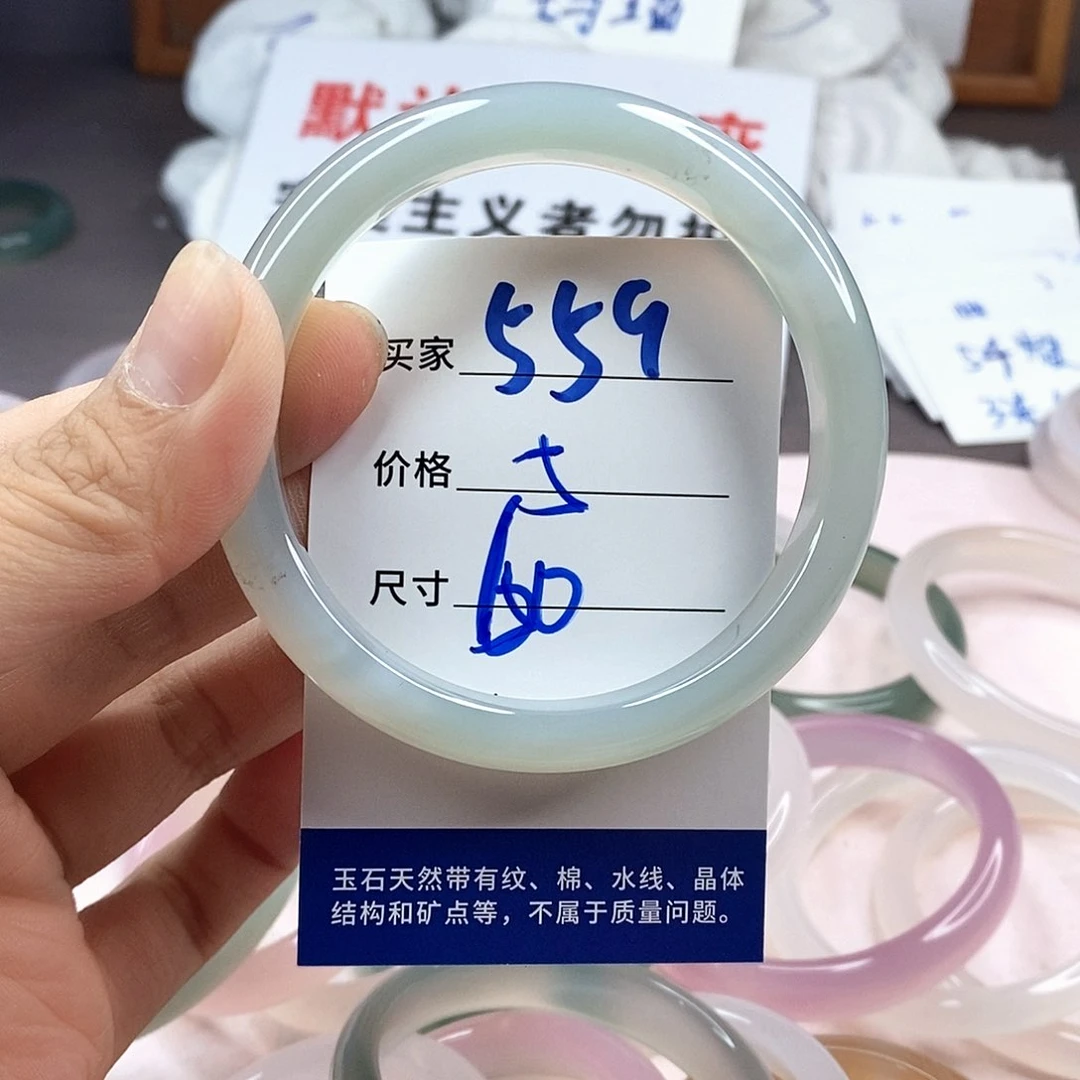 默
主义者勿
买家 559
价格
尺寸 60
54
玉石天然带有纹、棉、水线、晶体
结构和矿点等，不属于质量问题。